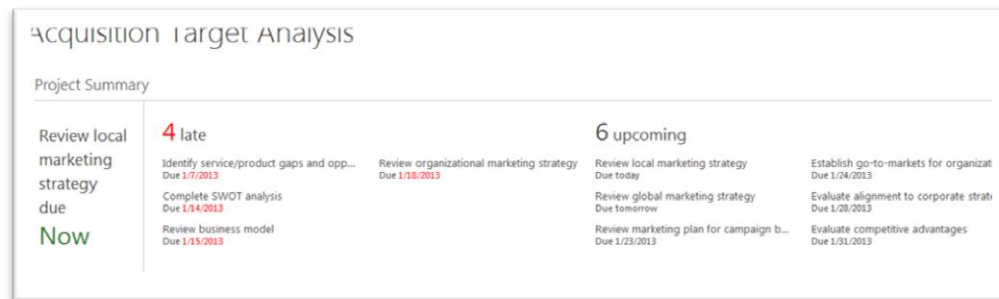 Acquisition Target Analysis
Project Summary
Review local
marketing
strategy
due
Now
4 late
Identify service/product gaps and opp...
Due 1/7/2013
Complete SWOT analysis
Due 1/14/2013
Review business model
Due 1/15/2013
Review organizational marketing strategy
Due 1/18/2013
6 upcoming
Review local marketing strategy
Due today
Review global marketing strategy
Due tomorrow
Review marketing plan for campaign b...
Due 1/23/2013
Establish go-to-markets for organizat
Due 1/24/2013
Evaluate alignment to corporate strate
Due 1/28/2013
Evaluate competitive advantages
Due 1/31/2013